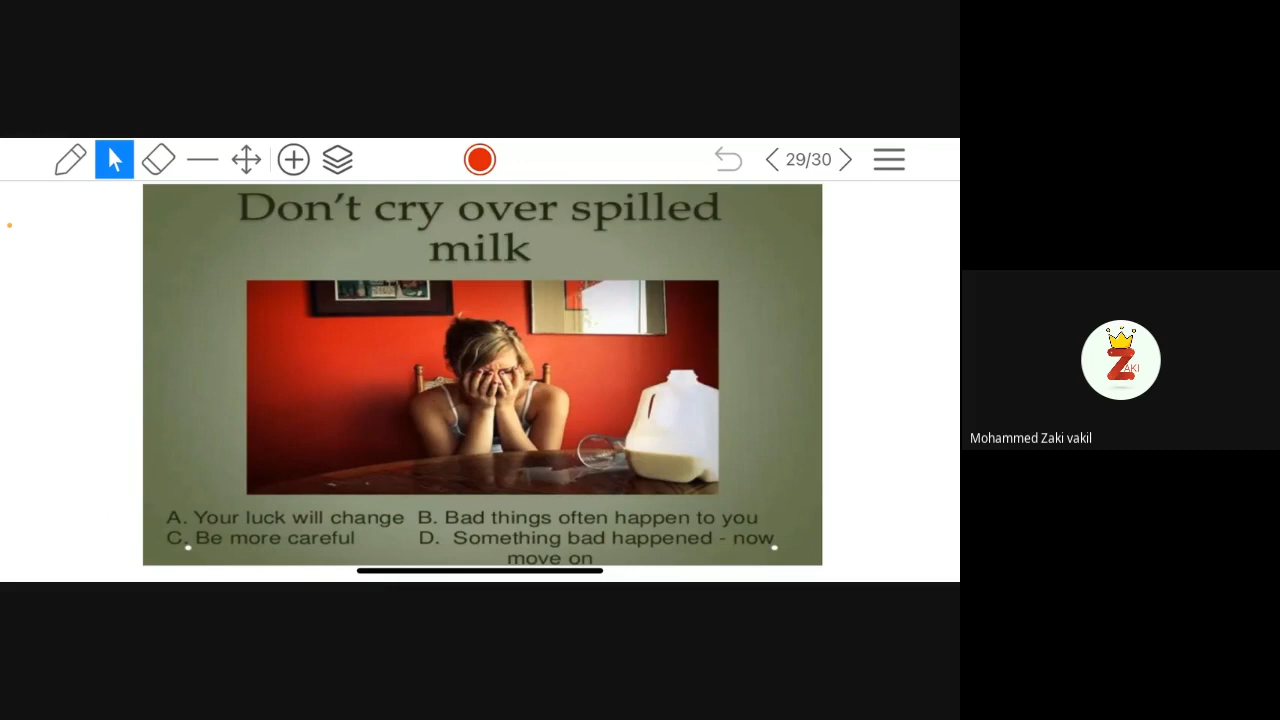 29/30
Don't cry over spilled
milk
A. Your luck will change B. Bad things often happen to you
C. Be more careful D. Something bad happened - now
move on
ZAKI
Mohammed Zaki vakil